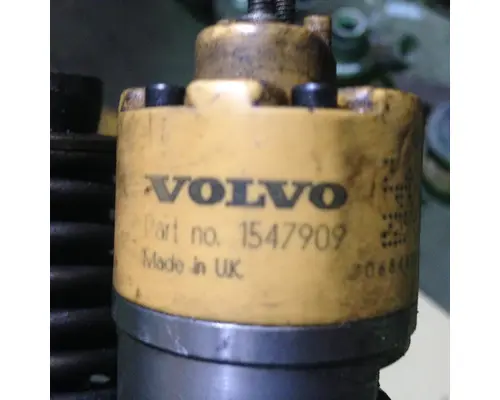 VOLVO
Part no. 1547909
Made in U.K.